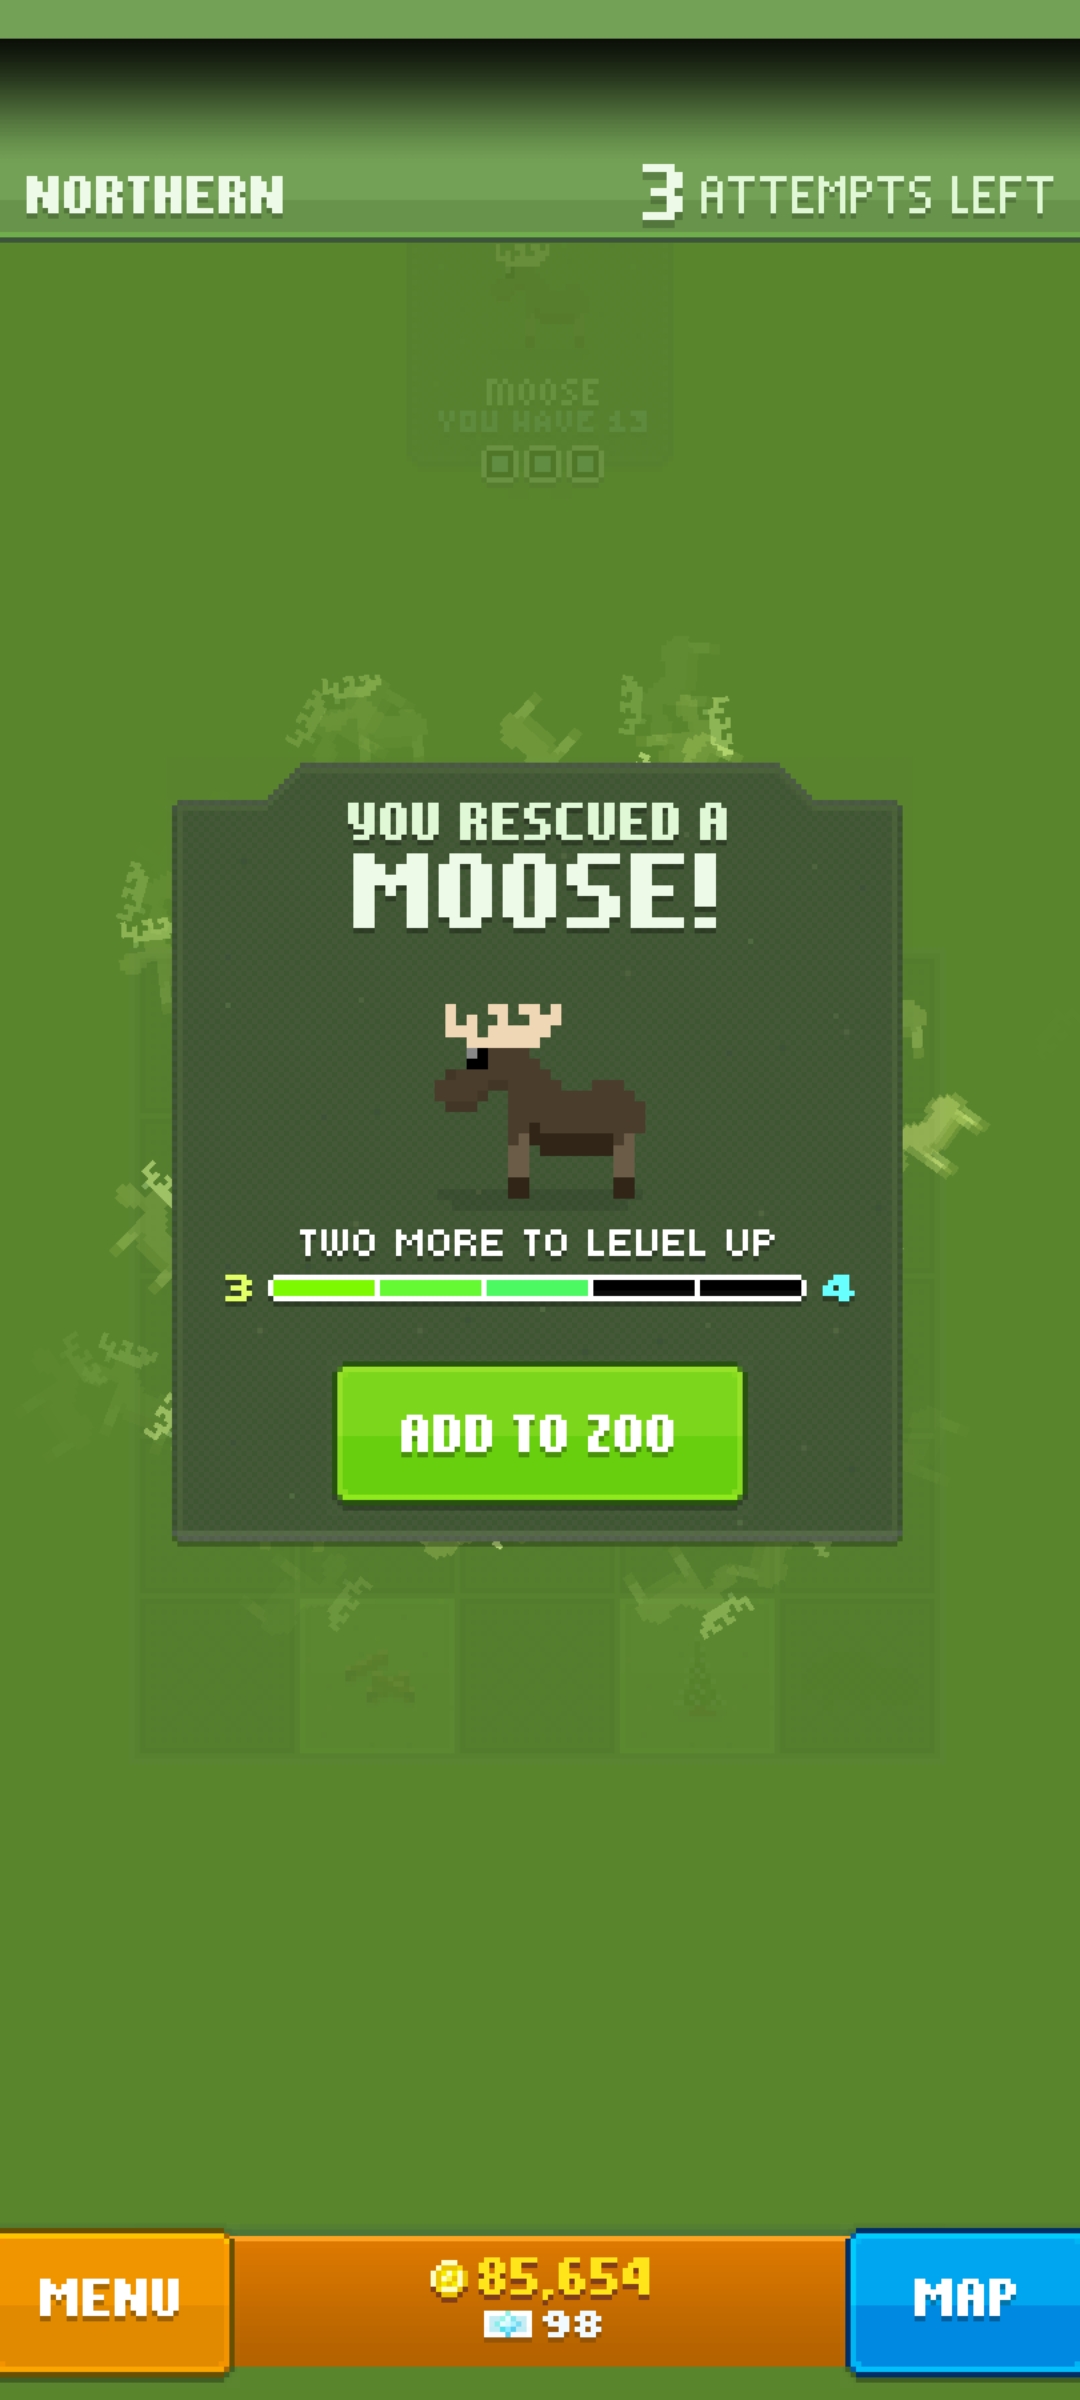 NORTHERN
3 ATTEMPTS LEFT
MOOSE
YOU HAVE 13
YOU RESCUED A
MOOSE!
TWO MORE TO LEVEL UP
3 4
ADD TO ZOO
MENU
85,654
98
MAP